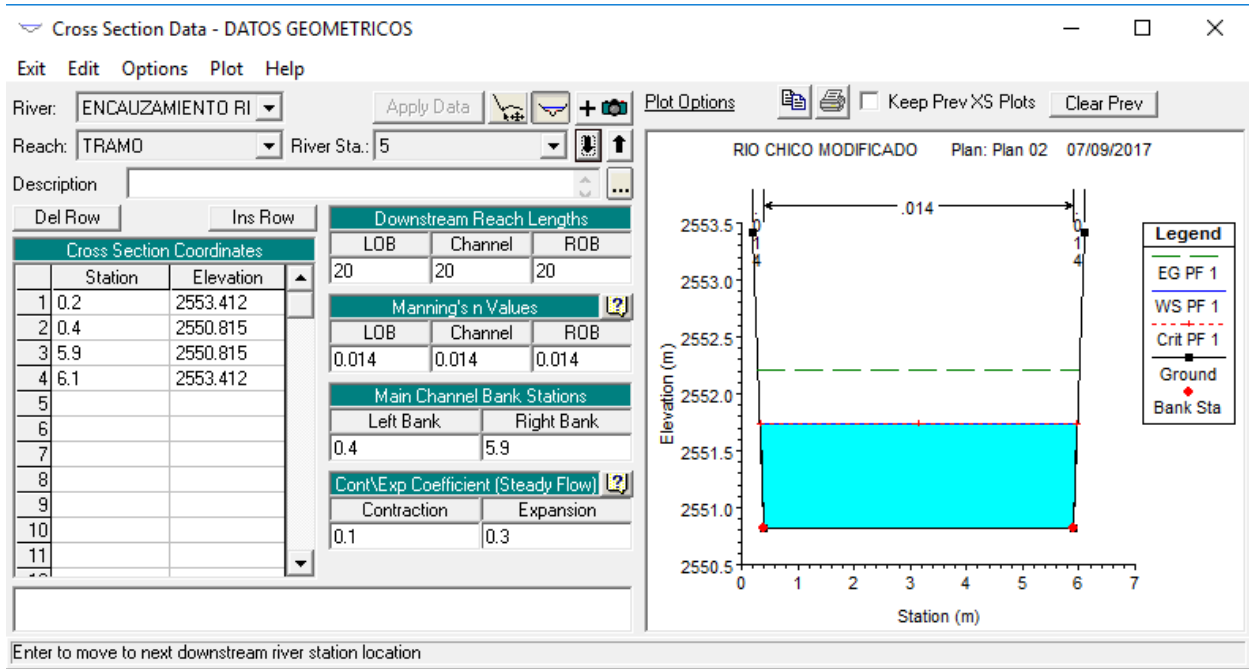 Cross Section Data - DATOS GEOMETRICOS
Exit Edit Options Plot Help
River: ENCAUZAMIENTO RI
Apply Data
+
Plot Options
Keep Prev XS Plots
Clear Prev
Reach: TRAMO
River Sta.: 5
Description
...
Del Row
Ins Row
Cross Section Coordinates
Station Elevation
1 0.2 2553.412
2 0.4 2550.815
3 5.9 2550.815
4 6.1 2553.412
5
6
7
8
9
10
11
Downstream Reach Lengths
LOB Channel ROB
20 20 20
Manning's n Values
LOB Channel ROB
0.014 0.014 0.014
Main Channel Bank Stations
Left Bank Right Bank
0.4 5.9
Cont\Exp Coefficient (Steady Flow)
Contraction Expansion
0.1 0.3
RIO CHICO MODIFICADO Plan: Plan 02 07/09/2017
.014
.014
.014
2553.5
2553.0
2552.5
2552.0
2551.5
2551.0
2550.5
Elevation (m)
0 1 2 3 4 5 6 7
Station (m)
Legend
EG PF 1
WS PF 1
Crit PF 1
Ground
Bank Sta
Enter to move to next downstream river station location